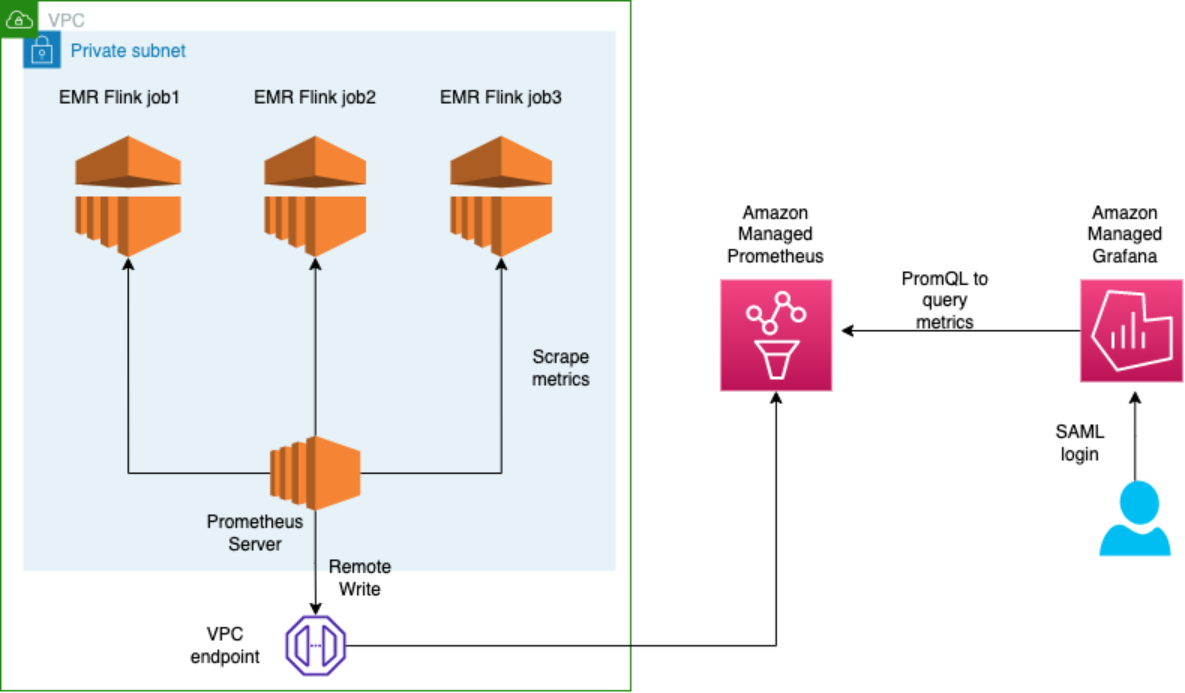 VPC
Private subnet
EMR Flink job1
EMR Flink job2
EMR Flink job3
Amazon
Managed
Prometheus
Amazon
Managed
Grafana
PromQL to
query
metrics
Scrape
metrics
SAML
login
Prometheus
Server
Remote
Write
VPC
endpoint